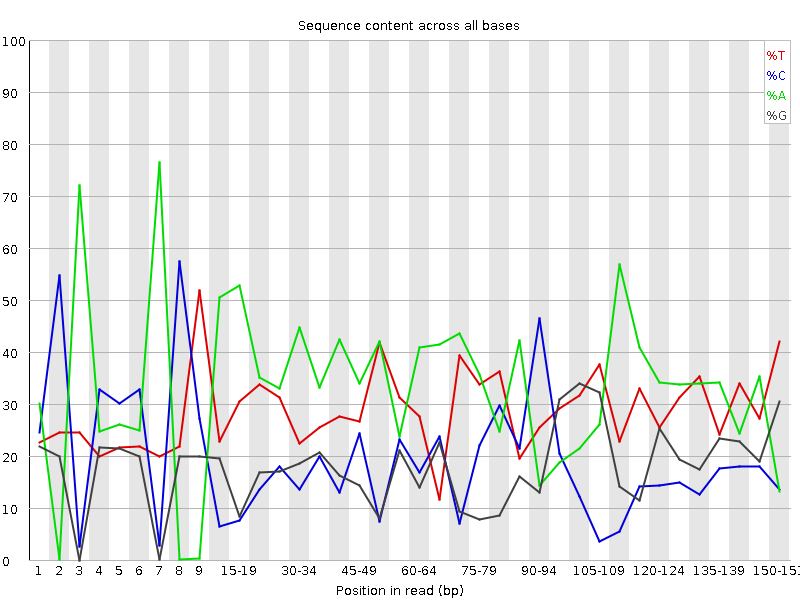 Sequence content across all bases
100
90
80
70
60
50
40
30
20
10
0
%T
%C
%A
%G
1 2 3 4 5 6 7 8 9 15-19 30-34 45-49 60-64 75-79 90-94 105-109 120-124 135-139 150-151
Position in read (bp)